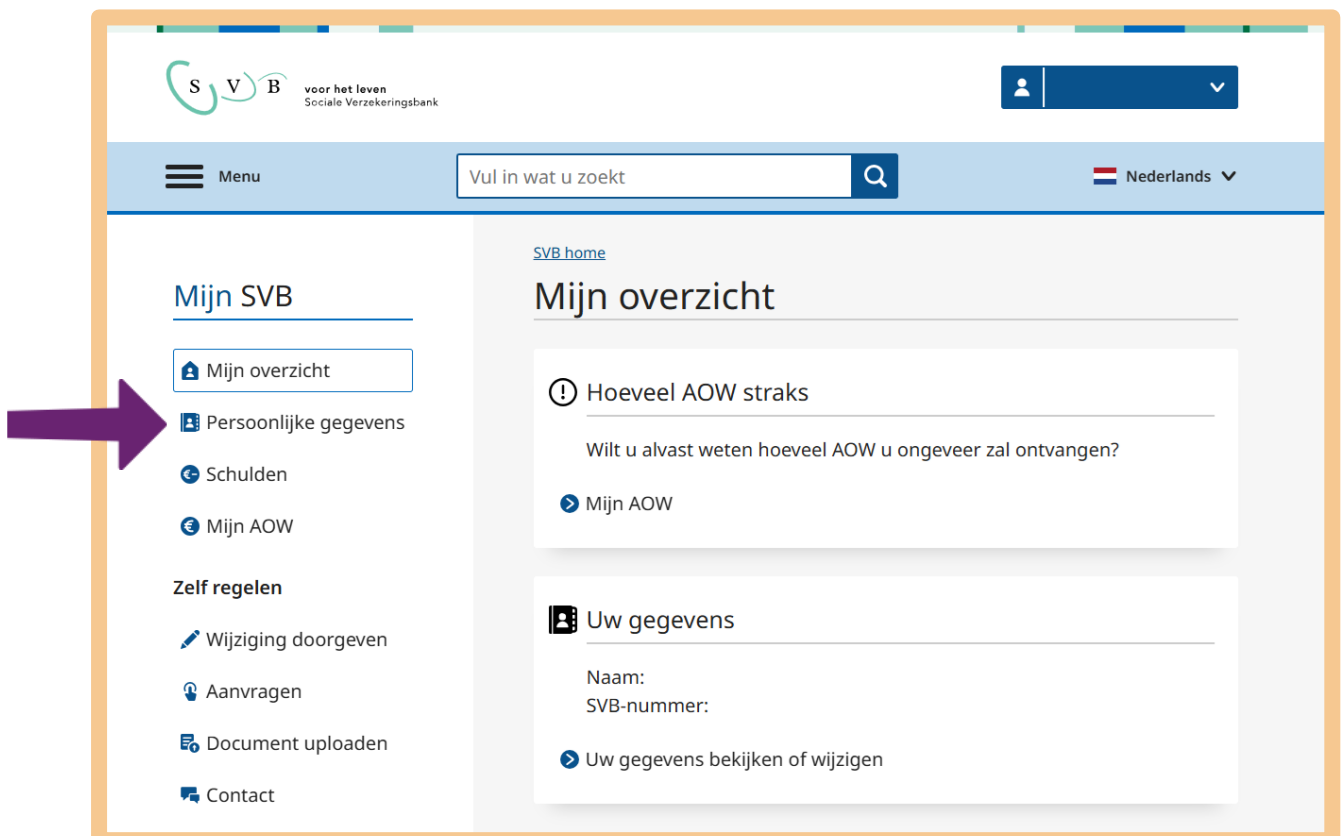 S V B
voor het leven
Sociale Verzekeringsbank
Menu
Vul in wat u zoekt
Nederlands
Mijn SVB
Mijn overzicht
Persoonlijke gegevens
Schulden
Mijn AOW
Zelf regelen
Wijziging doorgeven
Aanvragen
Document uploaden
Contact
SVB home
Mijn overzicht
Hoeveel AOW straks
Wilt u alvast weten hoeveel AOW u ongeveer zal ontvangen?
Mijn AOW
Uw gegevens
Naam:
SVB-nummer:
Uw gegevens bekijken of wijzigen